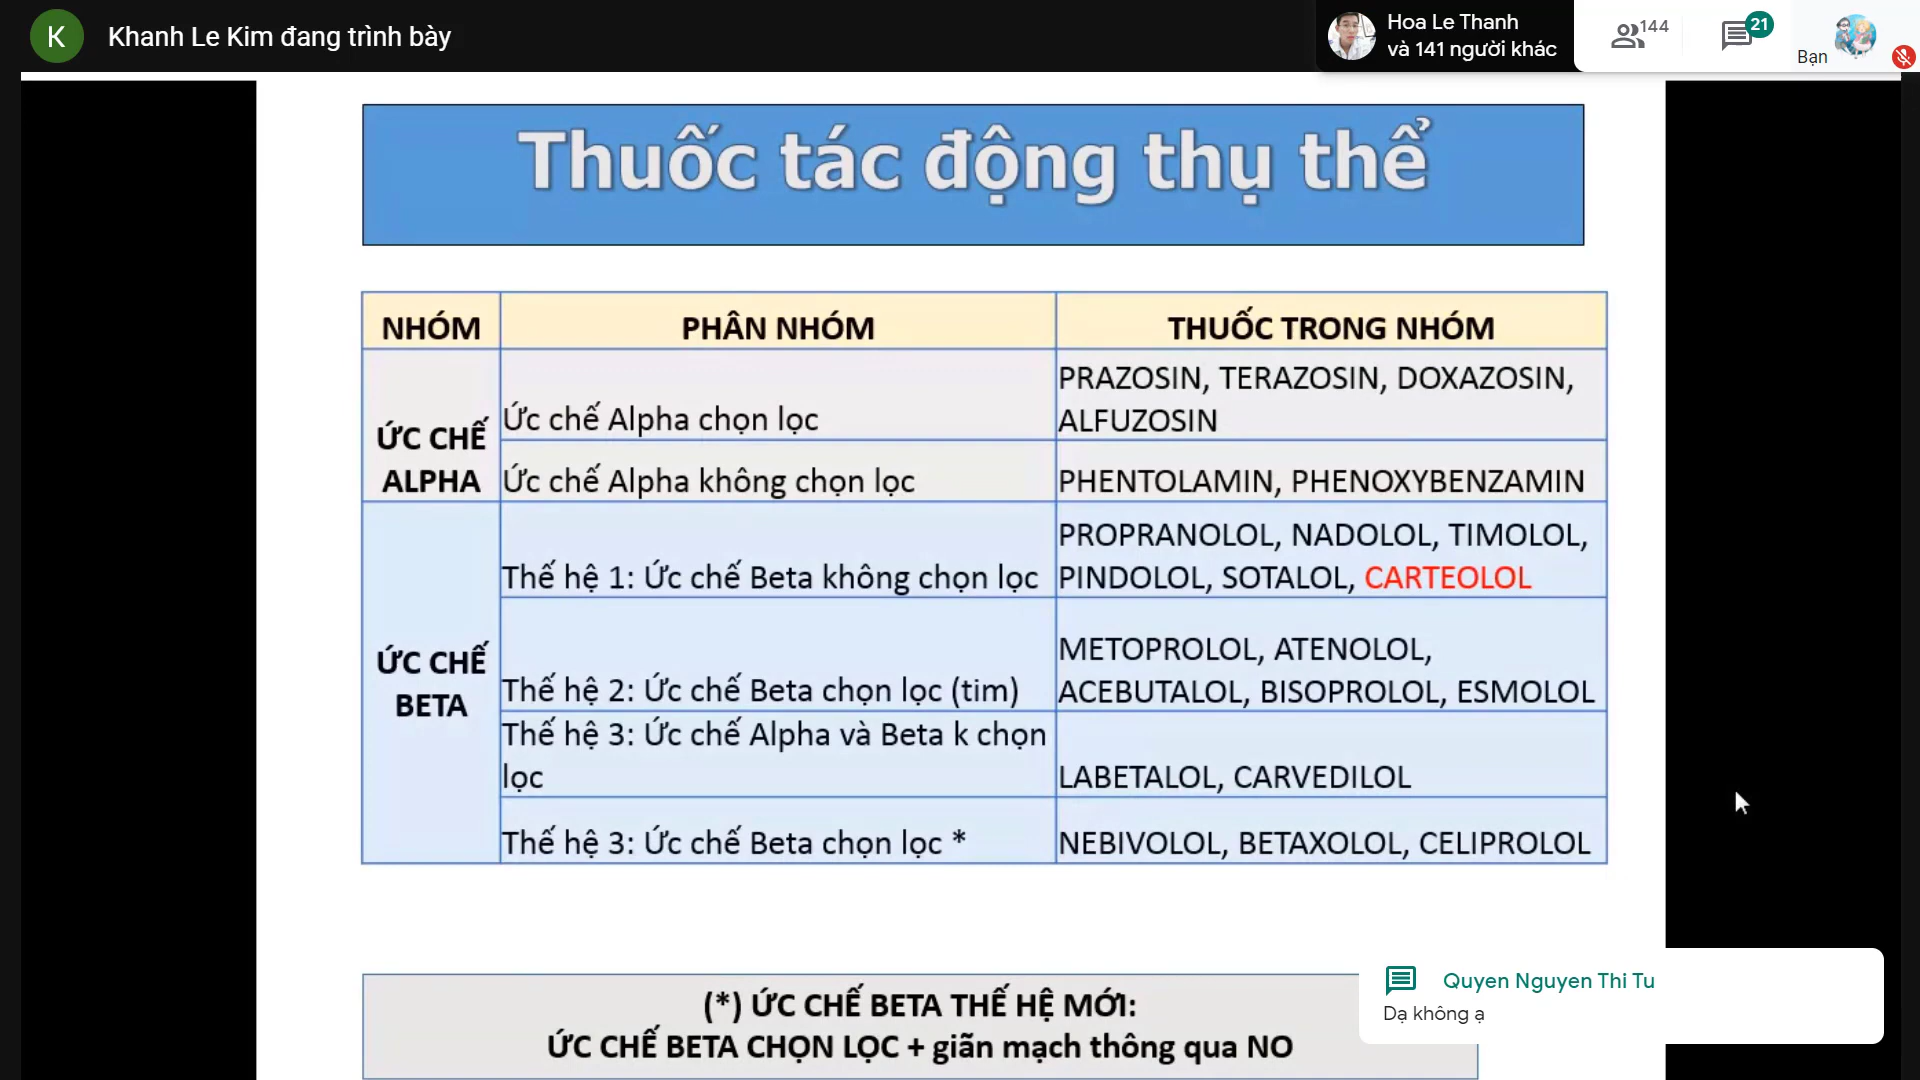 K
Khanh Le Kim đang trình bày
Hoa Le Thanh
và 141 người khác
144
21
Bạn
Thuốc tác động thụ thể
NHÓM
PHÂN NHÓM
THUỐC TRONG NHÓM
ỨC CHẾ
ALPHA
Ức chế Alpha chọn lọc
PRAZOSIN, TERAZOSIN, DOXAZOSIN,
ALFUZOSIN
Ức chế Alpha không chọn lọc
PHENTOLAMIN, PHENOXYBENZAMIN
ỨC CHẾ
BETA
Thế hệ 1: Ức chế Beta không chọn lọc
PROPRANOLOL, NADOLOL, TIMOLOL,
PINDOLOL, SOTALOL, CARTEOLOL
Thế hệ 2: Ức chế Beta chọn lọc (tim)
METOPROLOL, ATENOLOL,
ACEBUTALOL, BISOPROLOL, ESMOLOL
Thế hệ 3: Ức chế Alpha và Beta k chọn
lọc
LABETALOL, CARVEDILOL
Thế hệ 3: Ức chế Beta chọn lọc *
NEBIVOLOL, BETAXOLOL, CELIPROLOL
(*) ỨC CHẾ BETA THẾ HỆ MỚI:
ỨC CHẾ BETA CHỌN LỌC + giãn mạch thông qua NO
Quyen Nguyen Thi Tu
Dạ không ạ